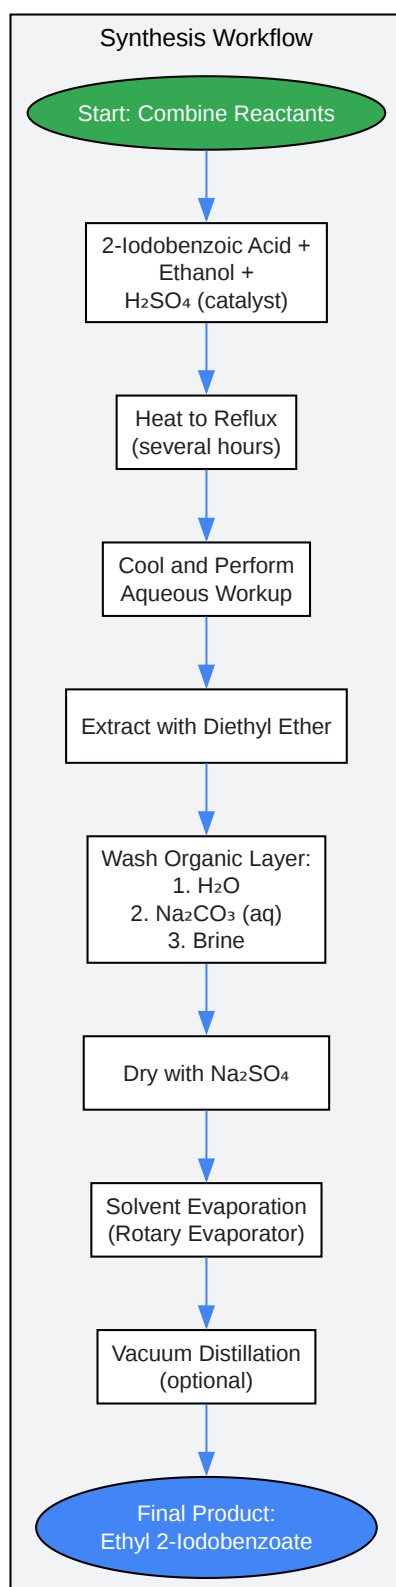 Synthesis Workflow
Start: Combine Reactants
2-Iodobenzoic Acid +
Ethanol +
H₂SO₄ (catalyst)
Heat to Reflux
(several hours)
Cool and Perform
Aqueous Workup
Extract with Diethyl Ether
Wash Organic Layer:
1. H₂O
2. Na₂CO₃ (aq)
3. Brine
Dry with Na₂SO₄
Solvent Evaporation
(Rotary Evaporator)
Vacuum Distillation
(optional)
Final Product:
Ethyl 2-Iodobenzoate